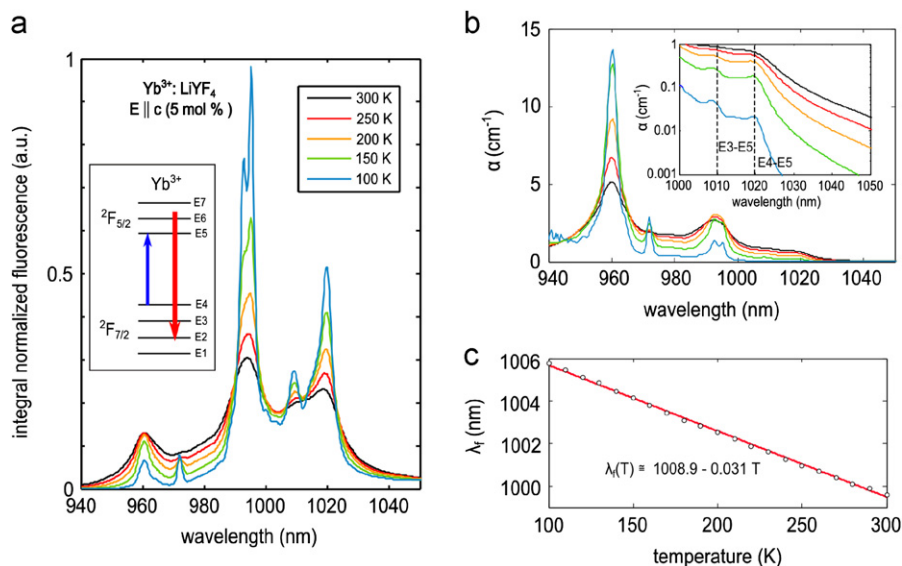 a
1
0.5
0
integral normalized fluorescence (a.u.)
Yb³⁺: LiYF₄
E || c (5 mol % )
300 K
250 K
200 K
150 K
100 K
Yb³⁺
²F₅/₂
²F₇/₂
E7
E6
E5
E4
E3
E2
E1
940 960 980 1000 1020 1040
wavelength (nm)
b
15
10
5
0
α (cm⁻¹)
940 960 980 1000 1020 1040
wavelength (nm)
1
0.1
0.01
0.001
α (cm⁻¹)
E3-E5
E4-E5
1000 1010 1020 1030 1040 1050
wavelength (nm)
c
1006
1004
1002
1000
λf (nm)
λf(T) ≅ 1008.9 - 0.031 T
100 150 200 250 300
temperature (K)